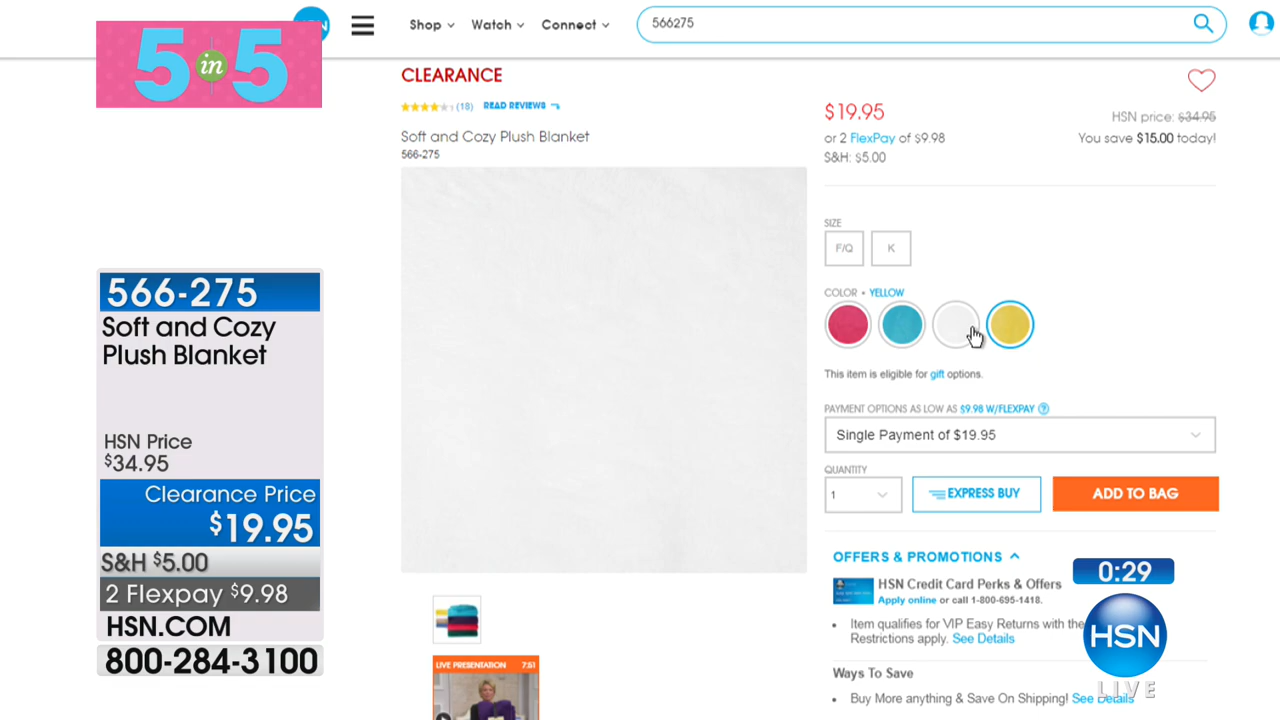 5 in 5
Shop
Watch
Connect
566275
CLEARANCE
(18) READ REVIEWS
Soft and Cozy Plush Blanket
566-275
$19.95
HSN price: $34.95
or 2 FlexPay of $9.98
You save $15.00 today!
S&H: $5.00
SIZE
F/Q
K
COLOR • YELLOW
This item is eligible for gift options.
PAYMENT OPTIONS AS LOW AS $9.98 W/FLEXPAY ?
Single Payment of $19.95
QUANTITY
1
EXPRESS BUY
ADD TO BAG
OFFERS & PROMOTIONS
HSN Credit Card Perks & Offers
Apply online or call 1-800-695-1418.
• Item qualifies for VIP Easy Returns with the
Restrictions apply. See Details
Ways To Save
• Buy More anything & Save On Shipping! See Details
LIVE PRESENTATION 7:51
566-275
Soft and Cozy
Plush Blanket
HSN Price
$34.95
Clearance Price
$19.95
S&H $5.00
2 Flexpay $9.98
HSN.COM
800-284-3100
0:29
HSN
LIVE